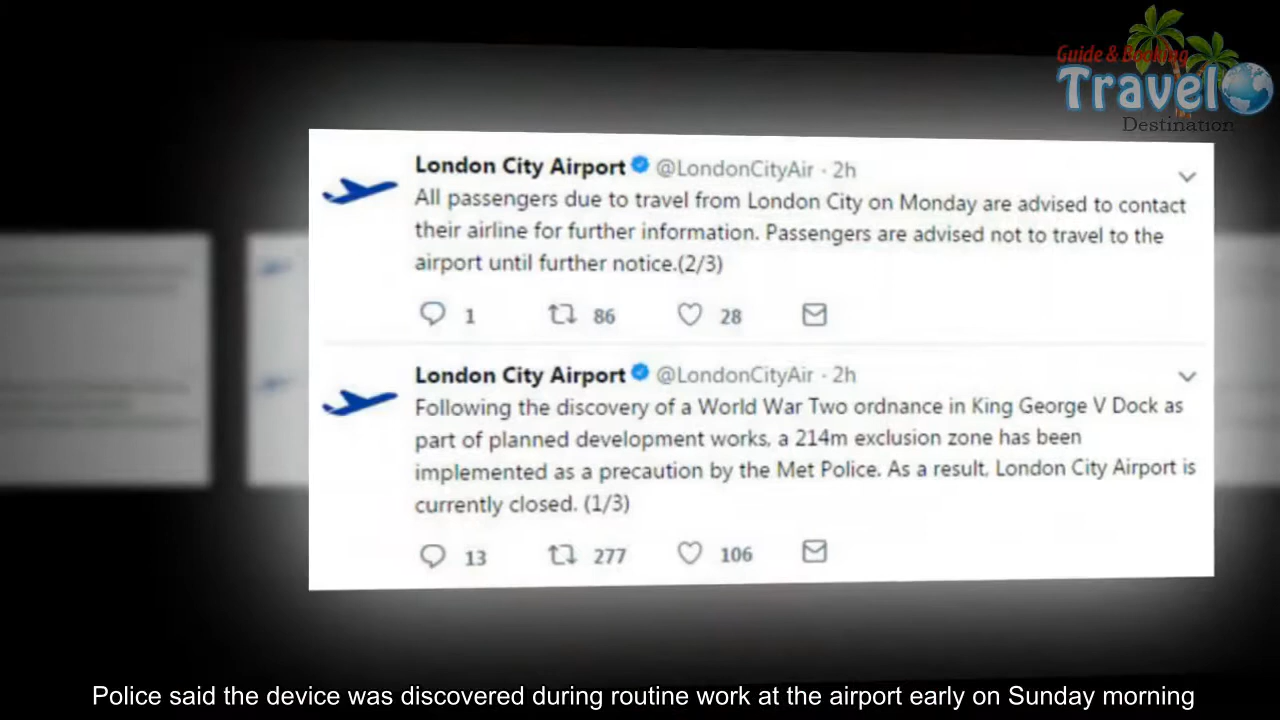 Guide & Booking
Travel
Destination
London City Airport @LondonCityAir · 2h
All passengers due to travel from London City on Monday are advised to contact
their airline for further information. Passengers are advised not to travel to the
airport until further notice.(2/3)
1 86 28
London City Airport @LondonCityAir · 2h
Following the discovery of a World War Two ordnance in King George V Dock as
part of planned development works, a 214m exclusion zone has been
implemented as a precaution by the Met Police. As a result, London City Airport is
currently closed. (1/3)
13 277 106
Police said the device was discovered during routine work at the airport early on Sunday morning